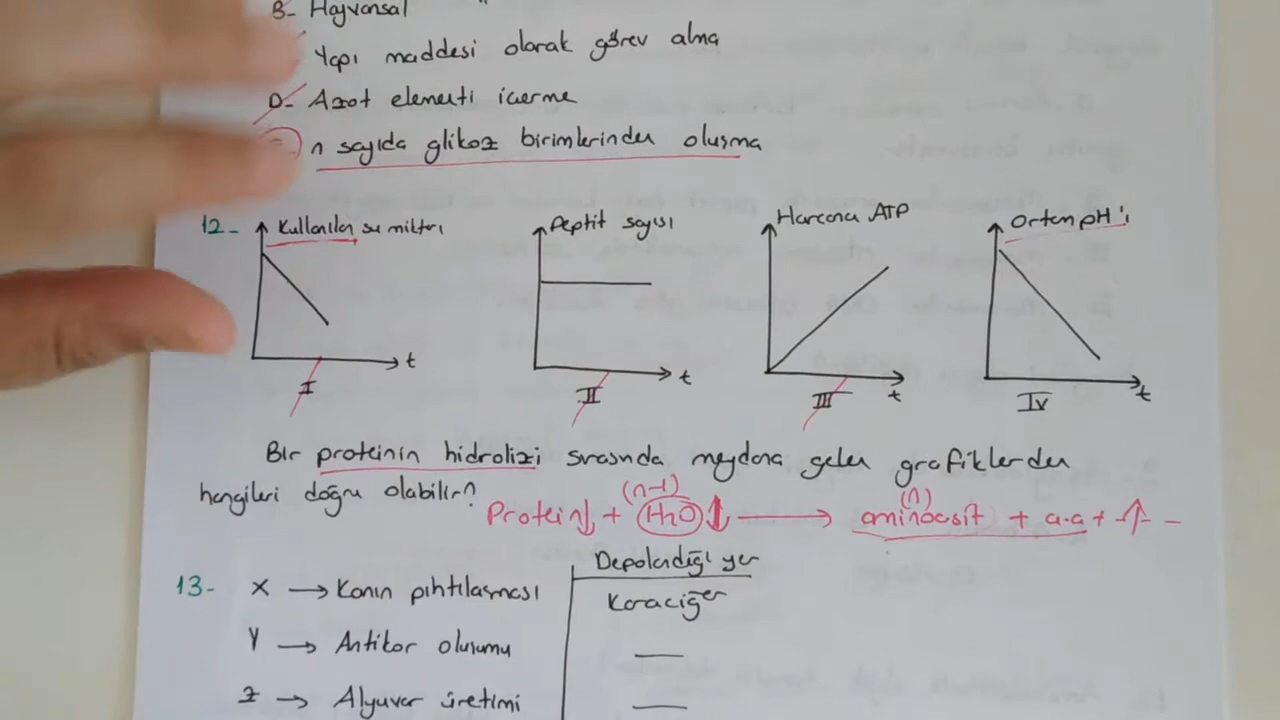 B- Hayvansal
Yapı maddesi olarak görev alma
D- Azot elementi içerme
n sayıda glikoz birimlerinden oluşma
12- Kullanılan su miktarı Peptit sayısı Harcanan ATP Ortam pH'ı
t t t t
I II III IV
Bir proteinin hidrolizi sırasında meydana gelen grafiklerden
hangileri doğru olabilir?
(n-1) (n)
Protein↓ + H2O↓ → aminoasit + a.a + ↑ -
Depolandığı yer
13- X → Kanın pıhtılaşması Karaciğer
Y → Antikor oluşumu —
Z → Alyuvar üretimi —